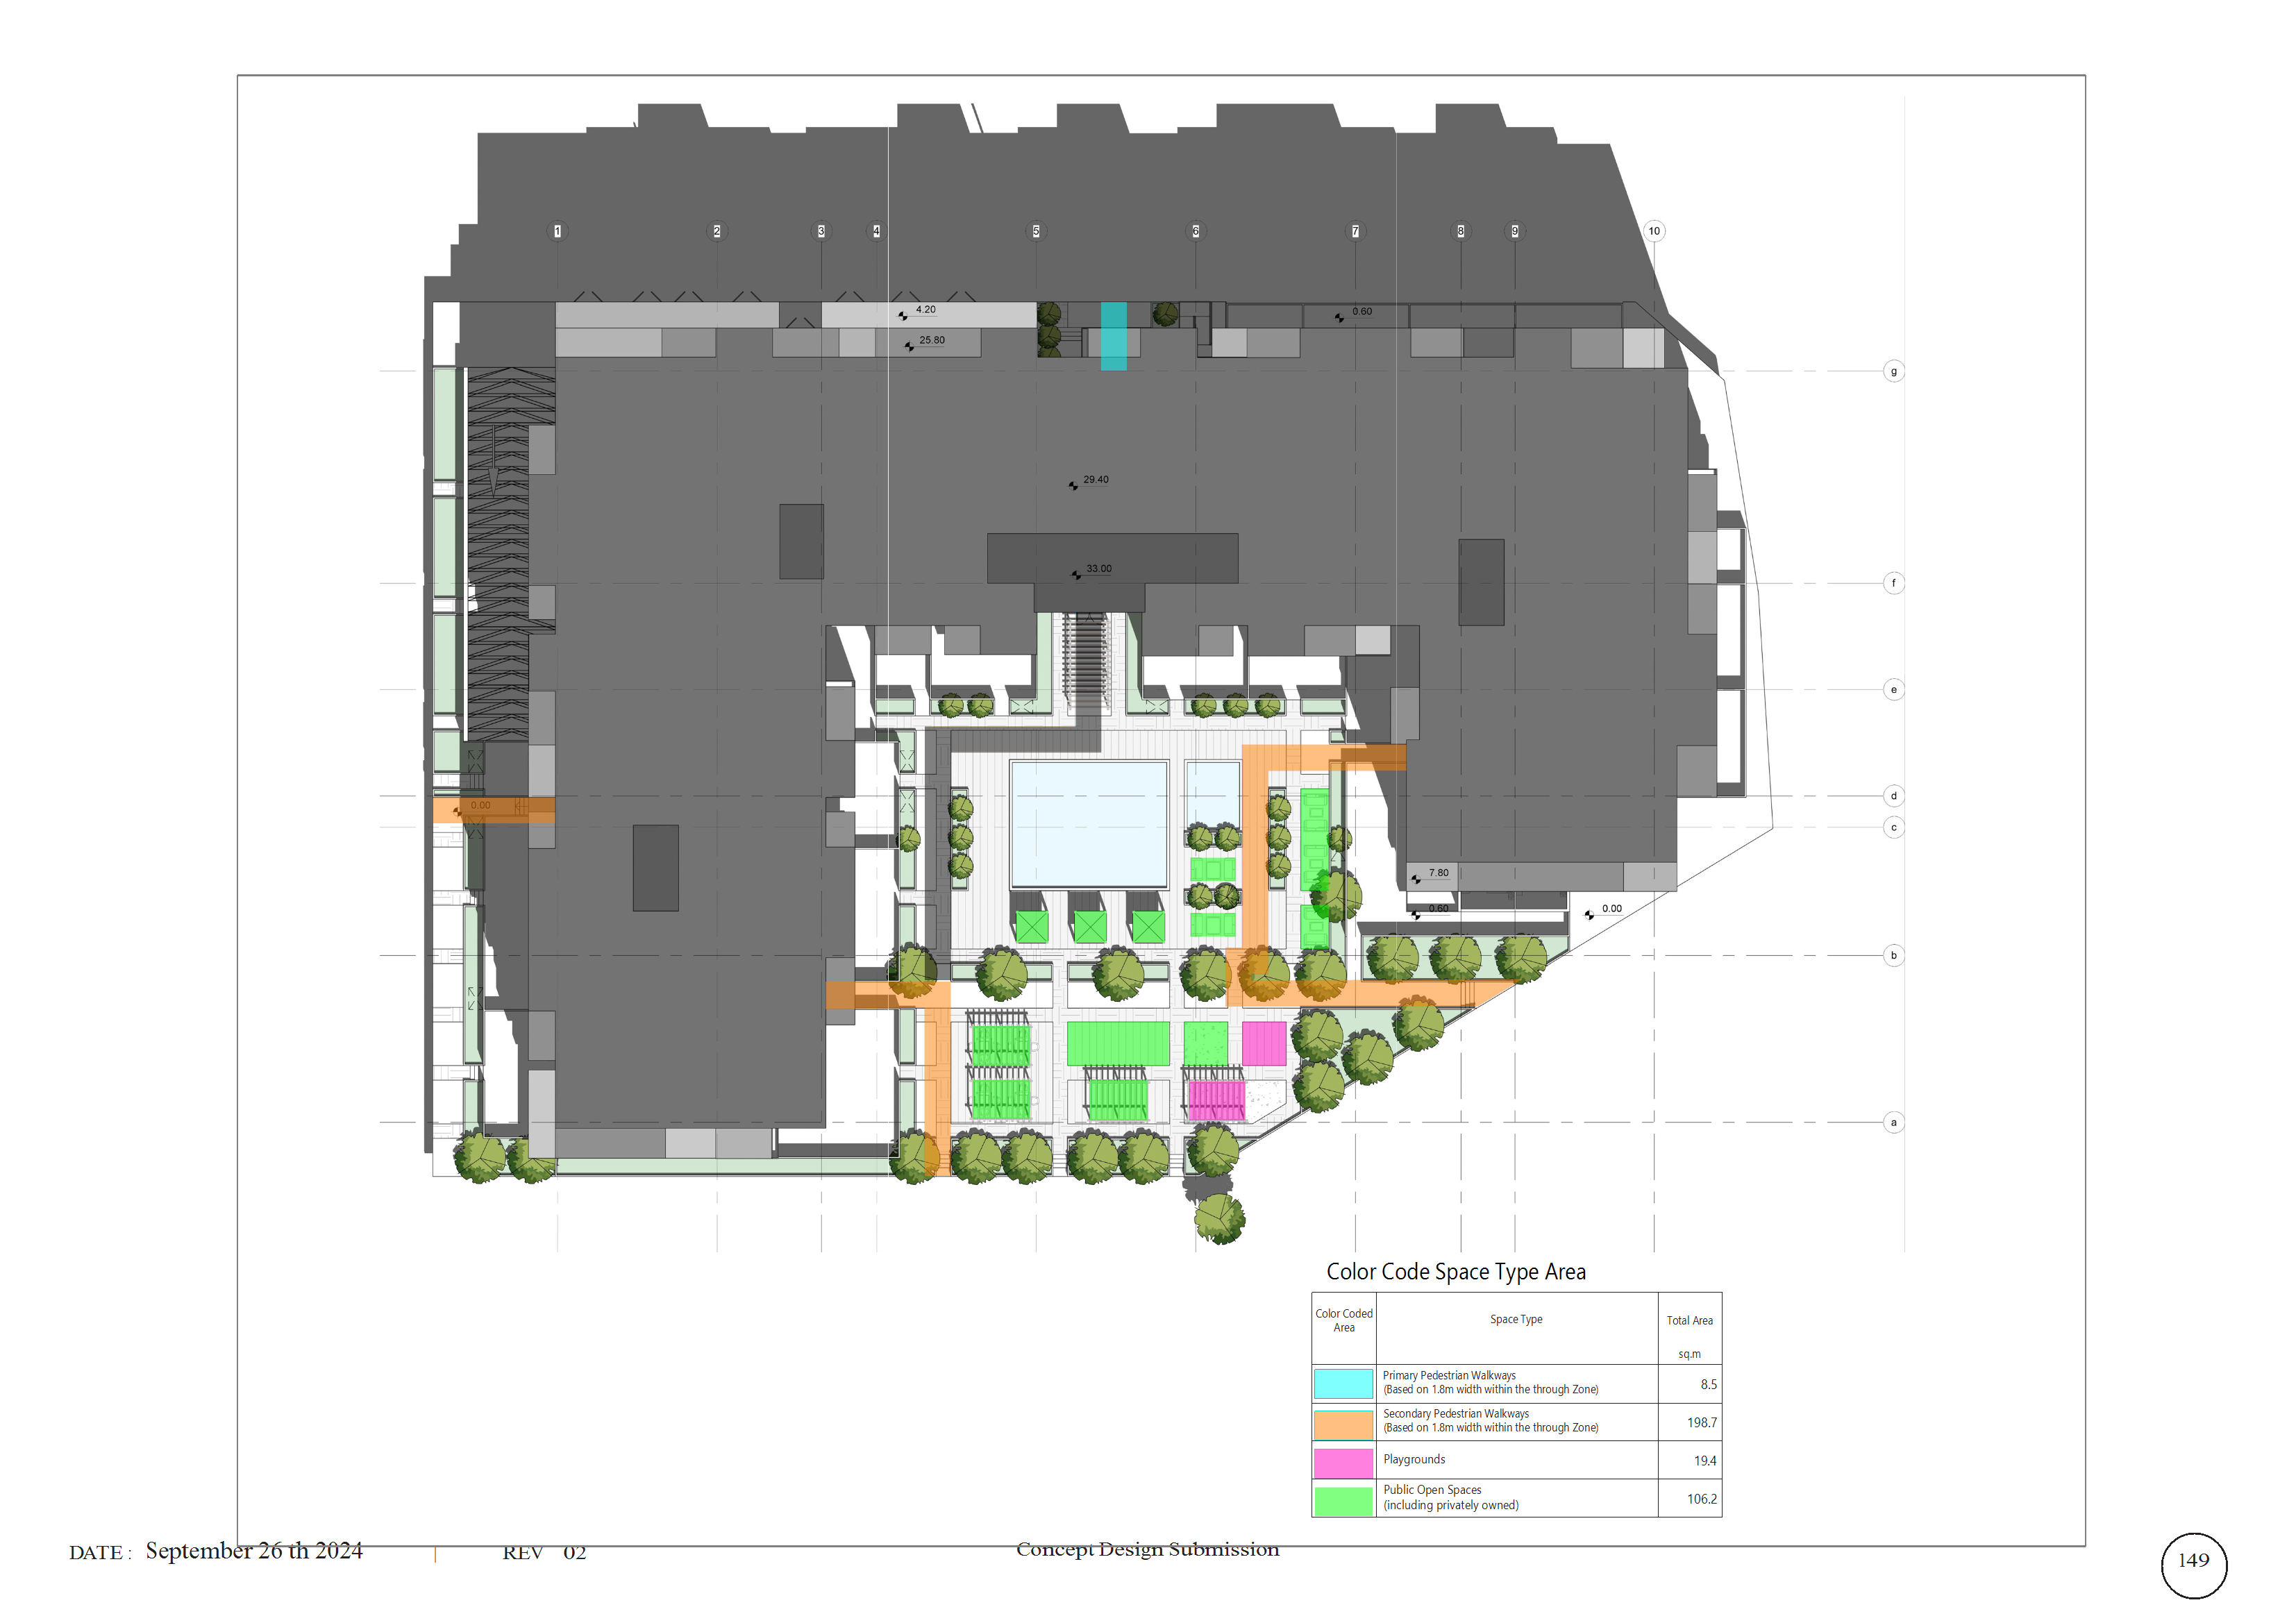 1 2 3 4 5 6 7 8 9 10
4.20
0.60
25.80
g
29.40
33.00
f
e
d
0.00
c
7.80
0.60
0.00
b
a
Color Code Space Type Area
Color Coded
Area
Space Type
Total Area
sq.m
Primary Pedestrian Walkways
(Based on 1.8m width within the through Zone)
8.5
Secondary Pedestrian Walkways
(Based on 1.8m width within the through Zone)
198.7
Playgrounds
19.4
Public Open Spaces
(including privately owned)
106.2
DATE : September 26 th 2024 | REV 02
Concept Design Submission
149